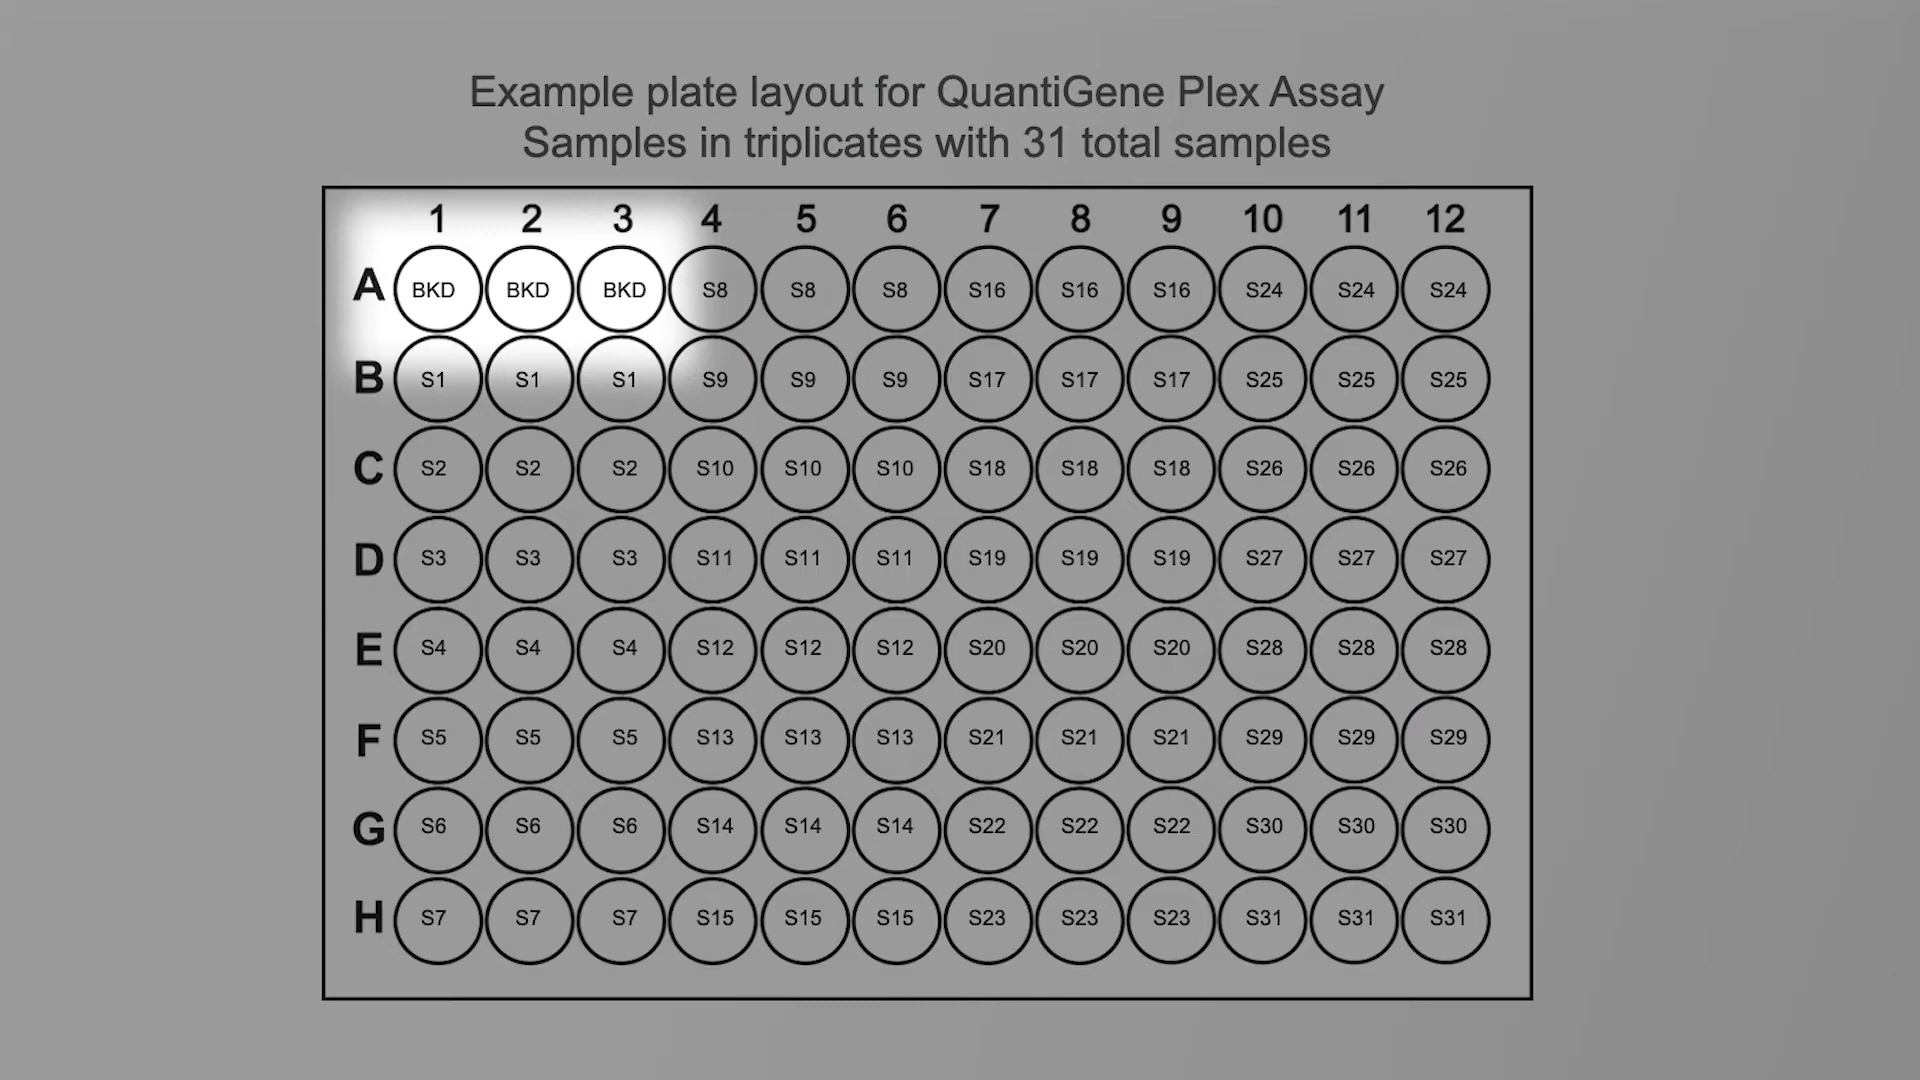 Example plate layout for QuantiGene Plex Assay
Samples in triplicates with 31 total samples
1 2 3 4 5 6 7 8 9 10 11 12
A BKD BKD BKD S8 S8 S8 S16 S16 S16 S24 S24 S24
B S1 S1 S1 S9 S9 S9 S17 S17 S17 S25 S25 S25
C S2 S2 S2 S10 S10 S10 S18 S18 S18 S26 S26 S26
D S3 S3 S3 S11 S11 S11 S19 S19 S19 S27 S27 S27
E S4 S4 S4 S12 S12 S12 S20 S20 S20 S28 S28 S28
F S5 S5 S5 S13 S13 S13 S21 S21 S21 S29 S29 S29
G S6 S6 S6 S14 S14 S14 S22 S22 S22 S30 S30 S30
H S7 S7 S7 S15 S15 S15 S23 S23 S23 S31 S31 S31